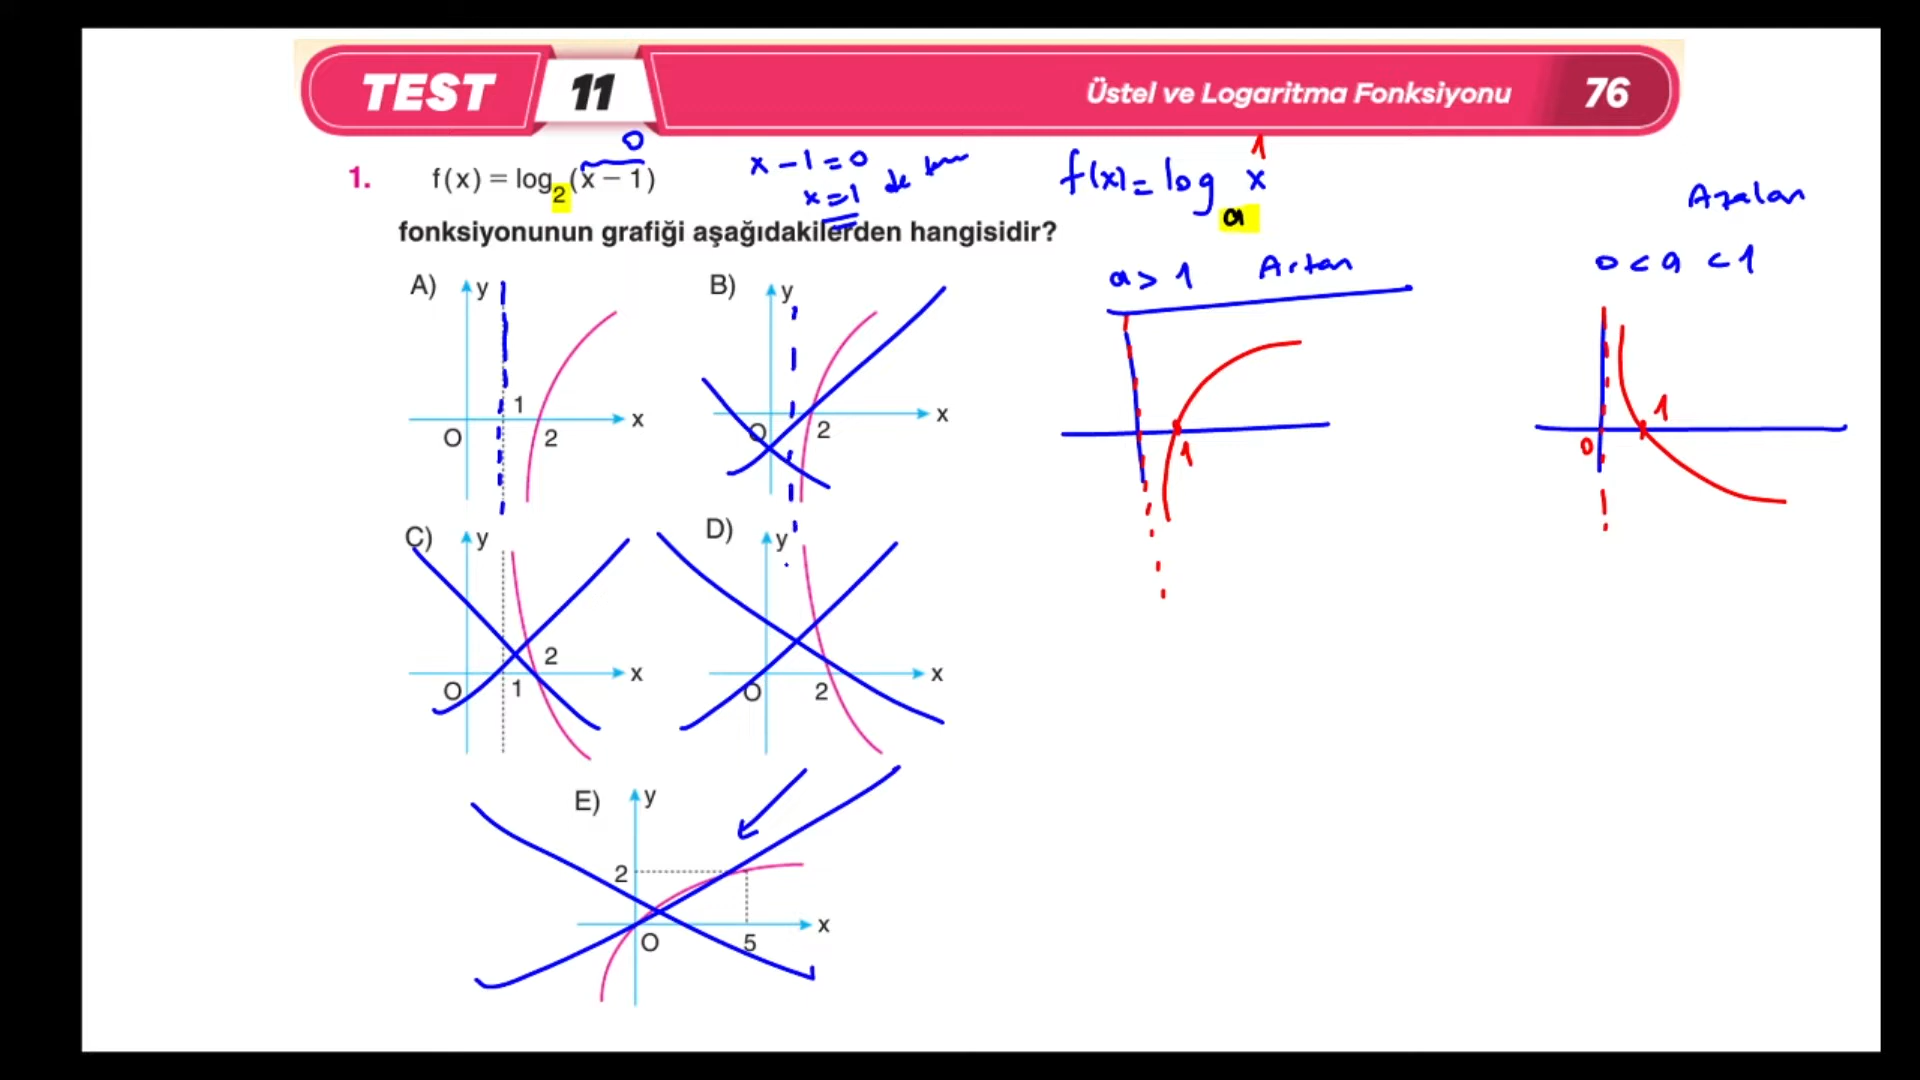 TEST 11 Üstel ve Logaritma Fonksiyonu 76
1. f(x) = log₂(x − 1)
0
x − 1 = 0
x = 1 de
fonksiyonunun grafiği aşağıdakilerden hangisidir?
f(x) = log a x
1
a > 1 Artan
Azalan
0 < a < 1
A) y 1 x O 2
B) y x O 2
1
0 1
C) y 2 x O 1
D) y x O 2
E) y 2 x O 5